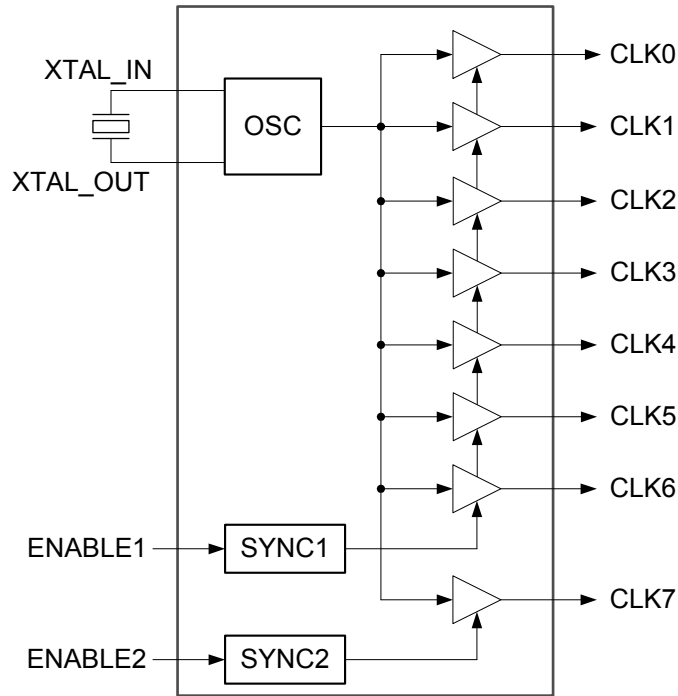 XTAL_IN
OSC
XTAL_OUT
CLK0
CLK1
CLK2
CLK3
CLK4
CLK5
CLK6
ENABLE1
SYNC1
CLK7
ENABLE2
SYNC2